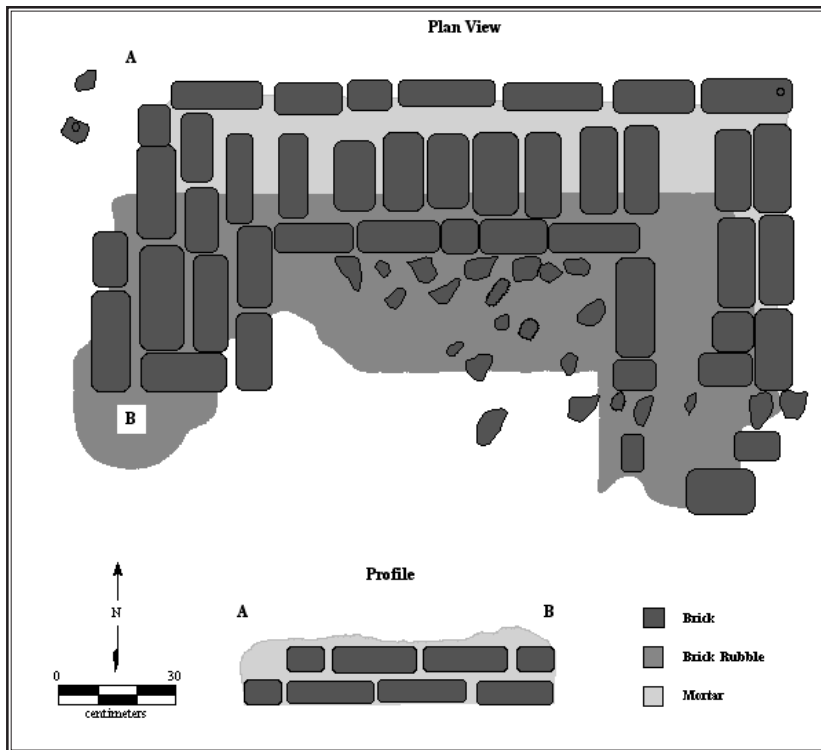 Plan View
A
B
Profile
A B
N
0 30
centimeters
Brick
Brick Rubble
Mortar